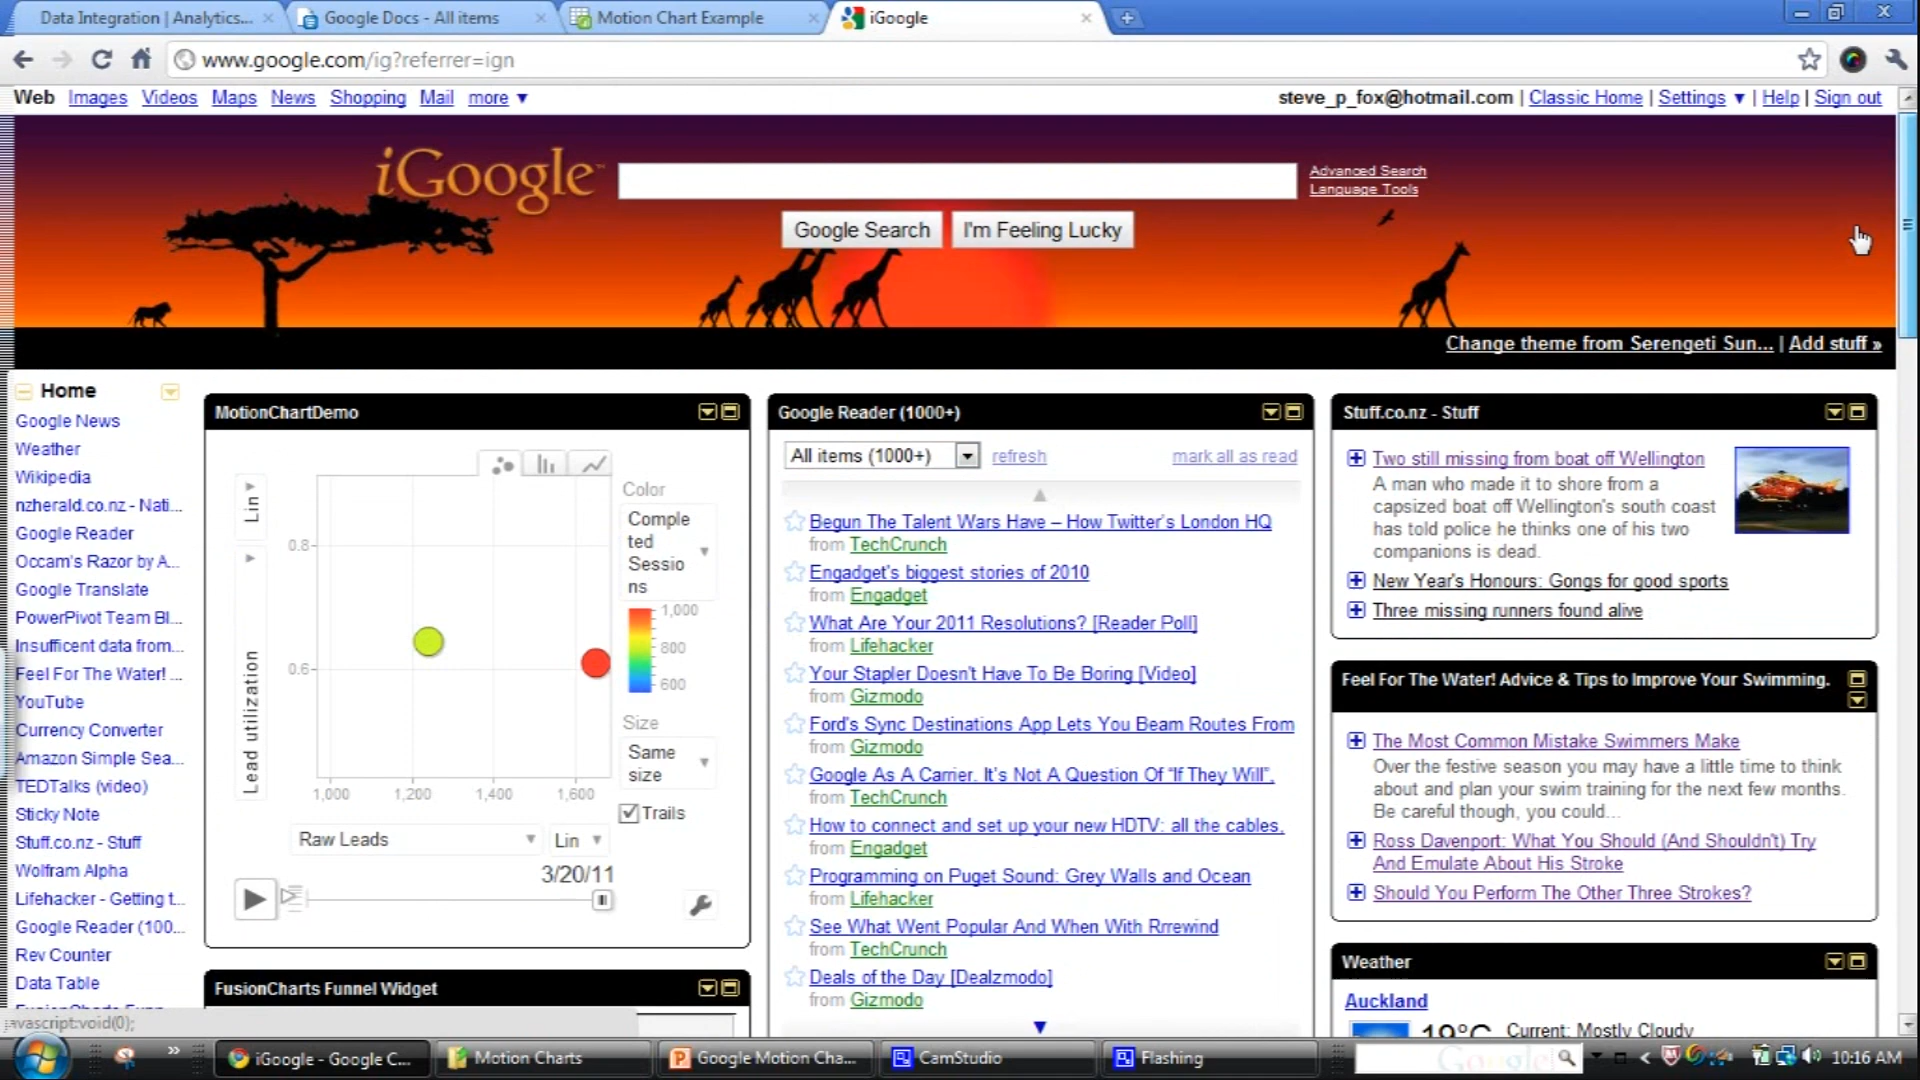 Data Integration | Analytics...
Google Docs - All items
Motion Chart Example
iGoogle
www.google.com/ig?referrer=ign
Web Images Videos Maps News Shopping Mail more ▼
steve_p_fox@hotmail.com | Classic Home | Settings ▼ | Help | Sign out
iGoogle™
Advanced Search
Language Tools
Google Search
I'm Feeling Lucky
Change theme from Serengeti Sun... | Add stuff »
Home
Google News
Weather
Wikipedia
nzherald.co.nz - Nati...
Google Reader
Occam's Razor by A...
Google Translate
PowerPivot Team Bl...
Insufficent data from...
Feel For The Water! ...
YouTube
Currency Converter
Amazon Simple Sea...
TEDTalks (video)
Sticky Note
Stuff.co.nz - Stuff
Wolfram Alpha
Lifehacker - Getting t...
Google Reader (100...
Rev Counter
Data Table
MotionChartDemo
Lin
Lead utilization
0.8
0.6
1,000 1,200 1,400 1,600
Color
Comple
ted
Sessio
ns
1,000
800
600
Size
Same
size
Trails
Raw Leads
Lin
3/20/11
FusionCharts Funnel Widget
Google Reader (1000+)
All items (1000+)
refresh
mark all as read
Begun The Talent Wars Have – How Twitter's London HQ
from TechCrunch
Engadget's biggest stories of 2010
from Engadget
What Are Your 2011 Resolutions? [Reader Poll]
from Lifehacker
Your Stapler Doesn't Have To Be Boring [Video]
from Gizmodo
Ford's Sync Destinations App Lets You Beam Routes From
from Gizmodo
Google As A Carrier. It's Not A Question Of “If They Will”,
from TechCrunch
How to connect and set up your new HDTV: all the cables,
from Engadget
Programming on Puget Sound: Grey Walls and Ocean
from Lifehacker
See What Went Popular And When With Rrrewind
from TechCrunch
Deals of the Day [Dealzmodo]
from Gizmodo
Stuff.co.nz - Stuff
Two still missing from boat off Wellington
A man who made it to shore from a
capsized boat off Wellington's south coast
has told police he thinks one of his two
companions is dead.
New Year's Honours: Gongs for good sports
Three missing runners found alive
Feel For The Water! Advice & Tips to Improve Your Swimming.
The Most Common Mistake Swimmers Make
Over the festive season you may have a little time to think
about and plan your swim training for the next few months.
Be careful though, you could...
Ross Davenport: What You Should (And Shouldn't) Try
And Emulate About His Stroke
Should You Perform The Other Three Strokes?
Weather
Auckland
19°C
Current: Mostly Cloudy
javascript:void(0);
iGoogle - Google C...
Motion Charts
Google Motion Cha...
CamStudio
Flashing
Google
10:16 AM